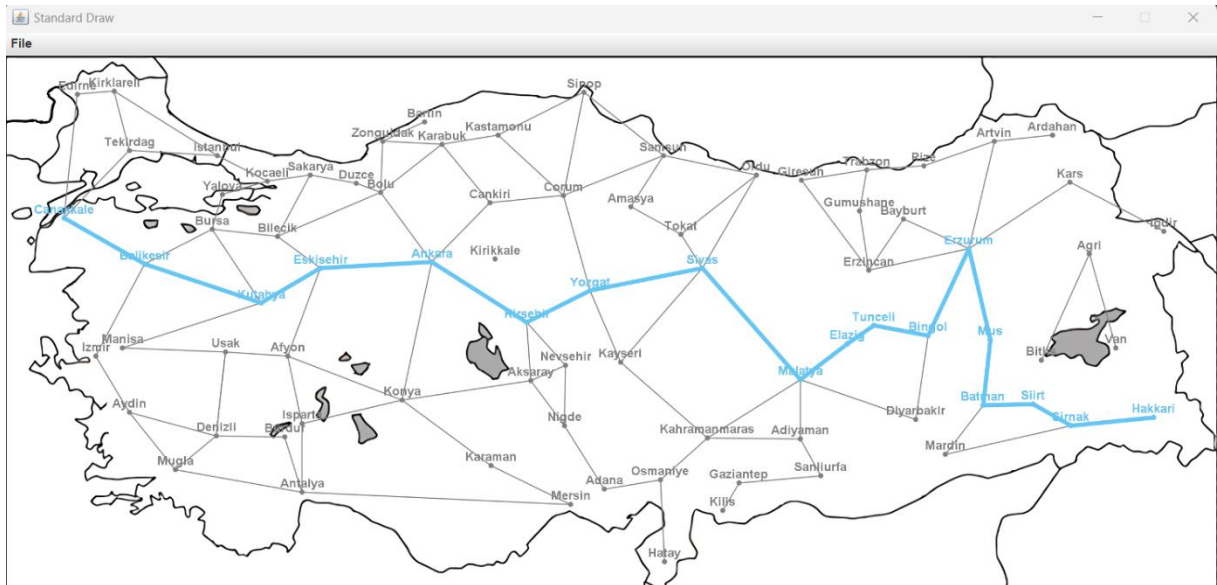 Standard Draw
File
Edirne
Kirklareli
Sinop
Bartin
Zonguldak
Karabuk
Kastamonu
Artvin
Ardahan
Tekirdag
Istanbul
Samsun
Ordu
Giresun
Trabzon
Rize
Kocaeli
Sakarya
Duzce
Bolu
Cankiri
Corum
Kars
Yalova
Amasya
Gumushane
Bayburt
Canakkale
Bursa
Bilecik
Tokat
Igdir
Balikesir
Eskisehir
Ankara
Kirikkale
Sivas
Erzincan
Erzurum
Agri
Kutahya
Yozgat
Kirsehir
Tunceli
Elazig
Bingol
Mus
Manisa
Izmir
Usak
Afyon
Nevsehir
Kayseri
Van
Aksaray
Malatya
Konya
Batman
Siirt
Aydin
Isparta
Nigde
Diyarbakir
Sirnak
Hakkari
Denizli
Burdur
Kahramanmaras
Adiyaman
Mardin
Mugla
Karaman
Osmaniye
Gaziantep
Sanliurfa
Antalya
Adana
Mersin
Kilis
Hatay